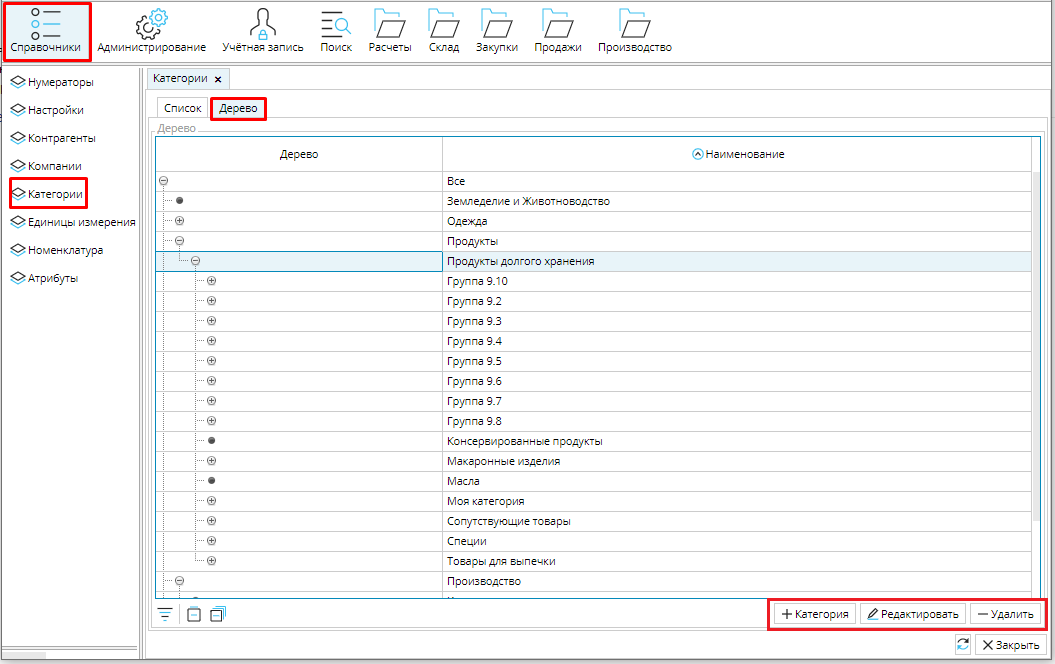 Справочники Администрирование Учётная запись Поиск Расчеты Склад Закупки Продажи Производство
Нумераторы
Настройки
Контрагенты
Компании
Категории
Единицы измерения
Номенклатура
Атрибуты
Категории x
Список Дерево
Дерево
Дерево Наименование
Все
Земледелие и Животноводство
Одежда
Продукты
Продукты долгого хранения
Группа 9.10
Группа 9.2
Группа 9.3
Группа 9.4
Группа 9.5
Группа 9.6
Группа 9.7
Группа 9.8
Консервированные продукты
Макаронные изделия
Масла
Моя категория
Сопутствующие товары
Специи
Товары для выпечки
Производство
+ Категория Редактировать — Удалить
Закрыть